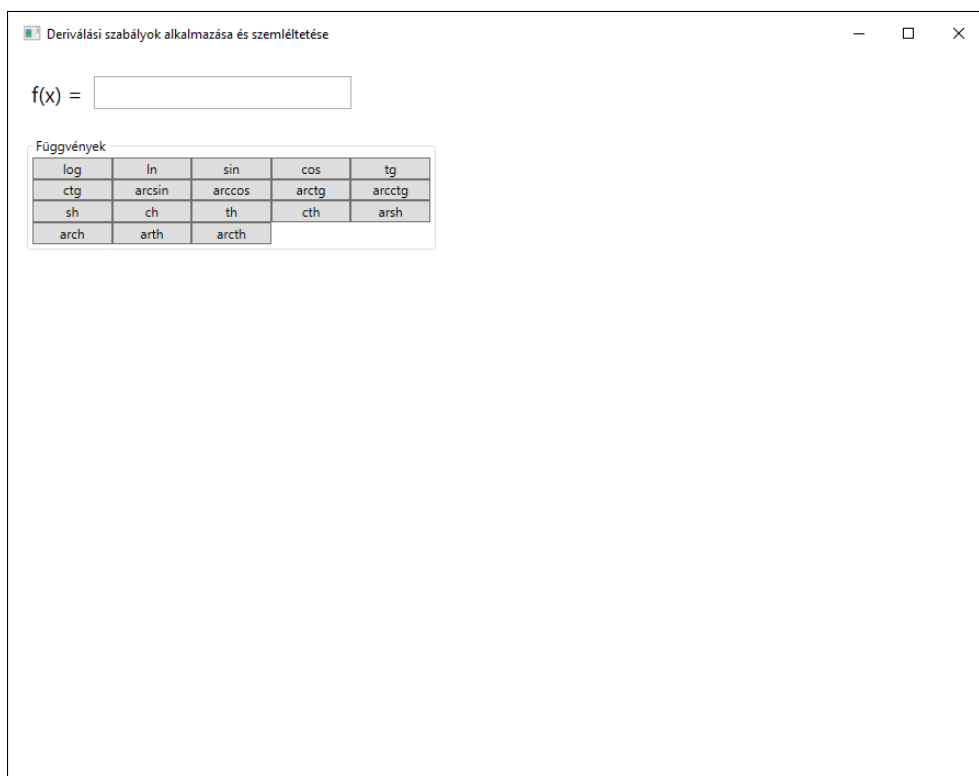 Deriválási szabályok alkalmazása és szemléltetése
f(x) =
Függvények
log ln sin cos tg
ctg arcsin arccos arctg arcctg
sh ch th cth arsh
arch arth arcth